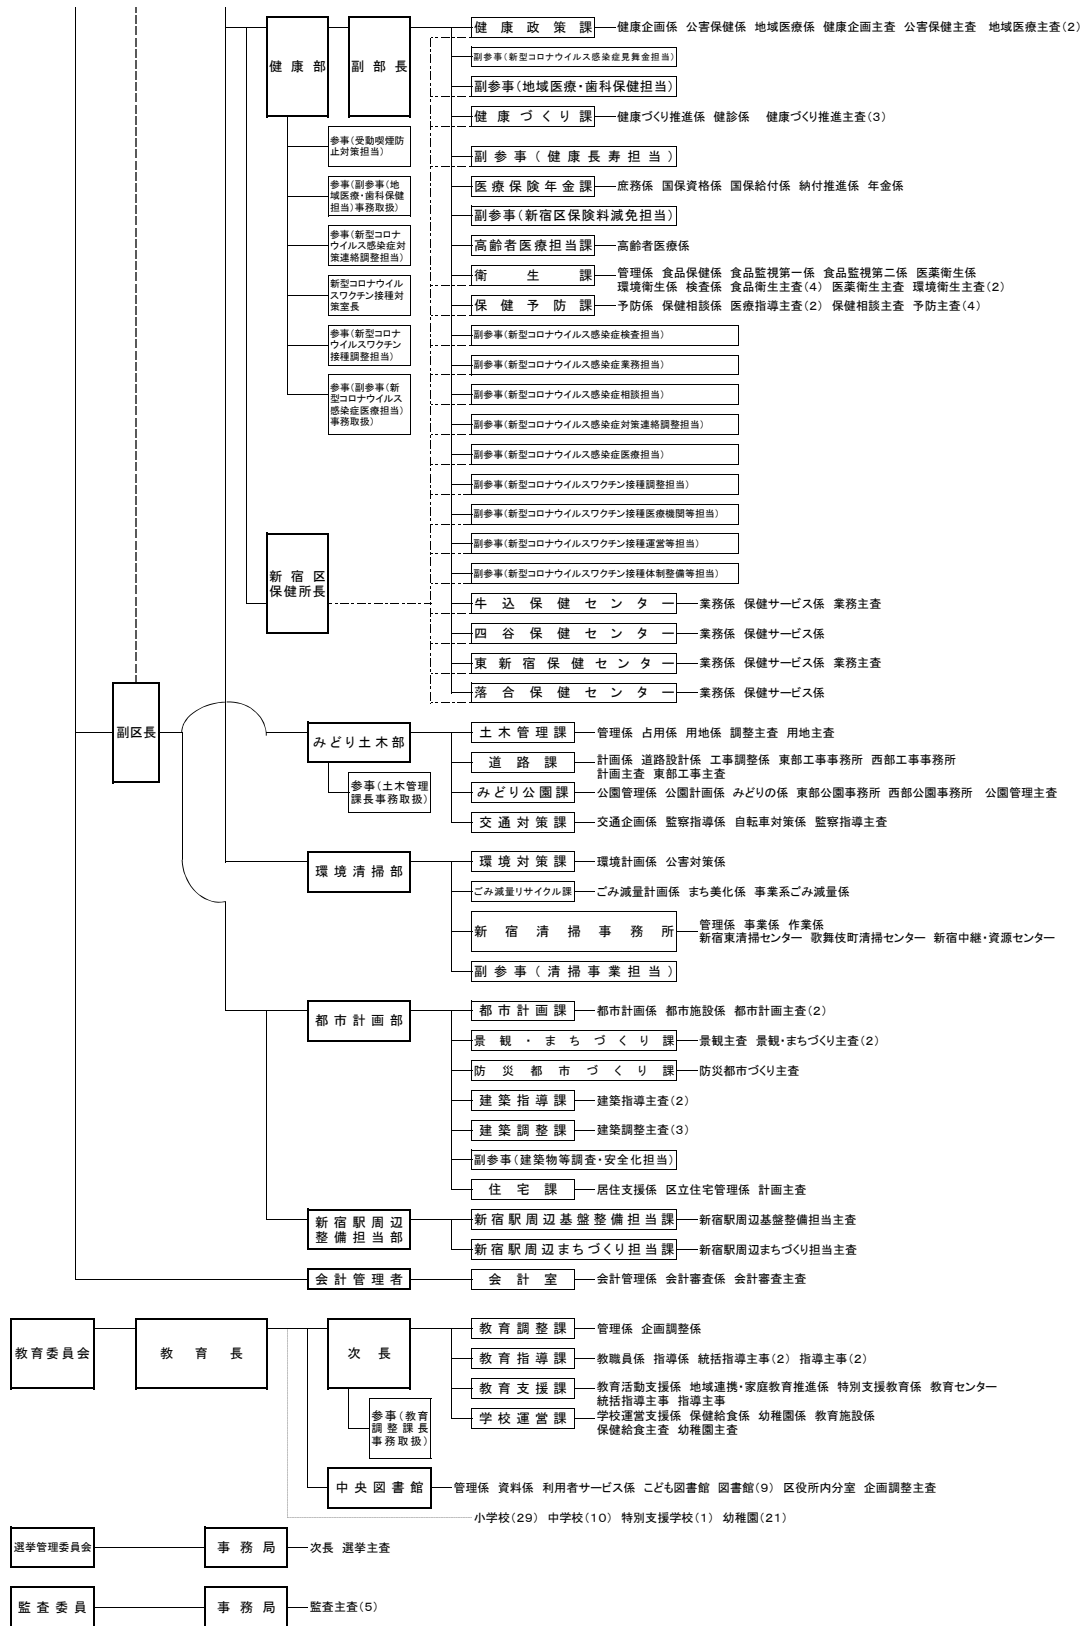 健康部
副部長
健康政策課 健康企画係 公害保健係 地域医療係 健康企画主査 公害保健主査 地域医療主査(2)
副参事(新型コロナウイルス感染症見舞金担当)
副参事(地域医療・歯科保健担当)
健康づくり課 健康づくり推進係 健診係 健康づくり推進主査(3)
副参事(健康長寿担当)
医療保険年金課 庶務係 国保資格係 国保給付係 納付推進係 年金係
副参事(新宿区保険料減免担当)
高齢者医療担当課 高齢者医療係
衛生課 管理係 食品保健係 食品監視第一係 食品監視第二係 医薬衛生係
環境衛生係 検査係 食品衛生主査(4) 医薬衛生主査 環境衛生主査(2)
保健予防課 予防係 保健相談係 医療指導主査(2) 保健相談主査 予防主査(4)
参事(受動喫煙防
止対策担当)
参事(副参事(地
域医療・歯科保健
担当)事務取扱)
参事(新型コロナ
ウイルス感染症対
策連絡調整担当)
新型コロナウイル
スワクチン接種対
策室長
参事(新型コロナ
ウイルスワクチン
接種調整担当)
参事(副参事(新
型コロナウイルス
感染症医療担当)
事務取扱)
副参事(新型コロナウイルス感染症検査担当)
副参事(新型コロナウイルス感染症業務担当)
副参事(新型コロナウイルス感染症相談担当)
副参事(新型コロナウイルス感染症対策連絡調整担当)
副参事(新型コロナウイルス感染症医療担当)
副参事(新型コロナウイルスワクチン接種調整担当)
副参事(新型コロナウイルスワクチン接種医療機関等担当)
副参事(新型コロナウイルスワクチン接種運営等担当)
副参事(新型コロナウイルスワクチン接種体制整備等担当)
新宿区
保健所長
牛込保健センター 業務係 保健サービス係 業務主査
四谷保健センター 業務係 保健サービス係
東新宿保健センター 業務係 保健サービス係 業務主査
落合保健センター 業務係 保健サービス係
副区長
みどり土木部
参事(土木管理
課長事務取扱)
土木管理課 管理係 占用係 用地係 調整主査 用地主査
道路課 計画係 道路設計係 工事調整係 東部工事事務所 西部工事事務所
計画主査 東部工事主査
みどり公園課 公園管理係 公園計画係 みどりの係 東部公園事務所 西部公園事務所 公園管理主査
交通対策課 交通企画係 監察指導係 自転車対策係 監察指導主査
環境清掃部
環境対策課 環境計画係 公害対策係
ごみ減量リサイクル課 ごみ減量計画係 まち美化係 事業系ごみ減量係
新宿清掃事務所 管理係 事業係 作業係
新宿東清掃センター 歌舞伎町清掃センター 新宿中継・資源センター
副参事(清掃事業担当)
都市計画部
都市計画課 都市計画係 都市施設係 都市計画主査(2)
景観・まちづくり課 景観主査 景観・まちづくり主査(2)
防災都市づくり課 防災都市づくり主査
建築指導課 建築指導主査(2)
建築調整課 建築調整主査(3)
副参事(建築物等調査・安全化担当)
住宅課 居住支援係 区立住宅管理係 計画主査
新宿駅周辺
整備担当部
新宿駅周辺基盤整備担当課 新宿駅周辺基盤整備担当主査
新宿駅周辺まちづくり担当課 新宿駅周辺まちづくり担当主査
会計管理者 会計室 会計管理係 会計審査係 会計審査主査
教育委員会 教育長 次長
参事(教育
調整課長
事務取扱)
教育調整課 管理係 企画調整係
教育指導課 教職員係 指導係 統括指導主事(2) 指導主事(2)
教育支援課 教育活動支援係 地域連携・家庭教育推進係 特別支援教育係 教育センター
統括指導主事 指導主事
学校運営課 学校運営支援係 保健給食係 幼稚園係 教育施設係
保健給食主査 幼稚園主査
中央図書館 管理係 資料係 利用者サービス係 こども図書館 図書館(9) 区役所内分室 企画調整主査
小学校(29) 中学校(10) 特別支援学校(1) 幼稚園(21)
選挙管理委員会 事務局 次長 選挙主査
監査委員 事務局 監査主査(5)